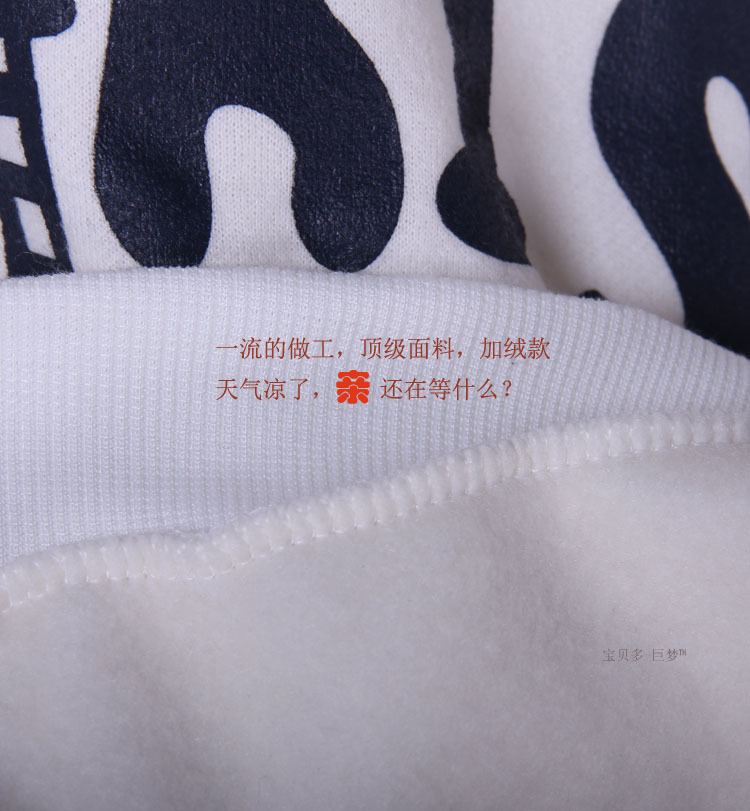 一流的做工，顶级面料，加绒款
天气凉了，亲 还在等什么？
宝贝多 巨梦™